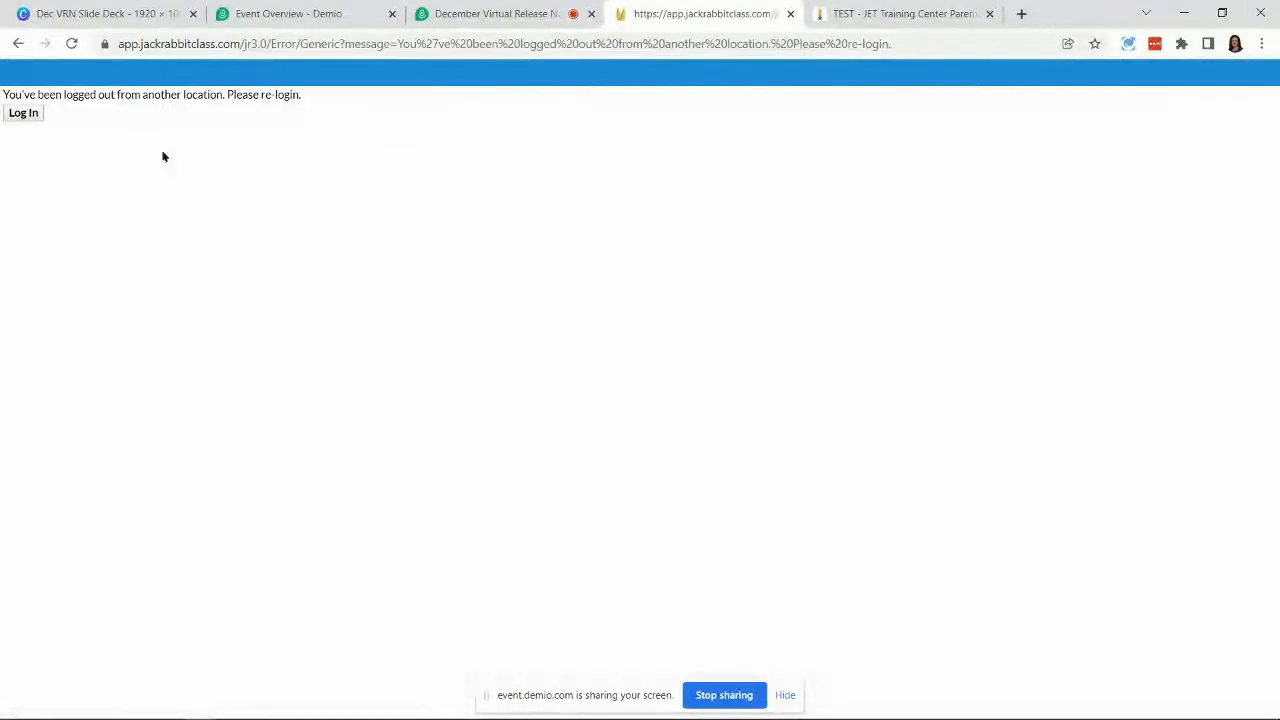 Dec VRN Slide Deck - 1920 × 10
Event Overview - Demio
December Virtual Release N
https://app.jackrabbitclass.com/j
TEST - JET Training Center Paren
app.jackrabbitclass.com/jr3.0/Error/Generic?message=You%27ve%20been%20logged%20out%20from%20another%20location.%20Please%20re-login.
You've been logged out from another location. Please re-login.
Log In
event.demio.com is sharing your screen.
Stop sharing
Hide